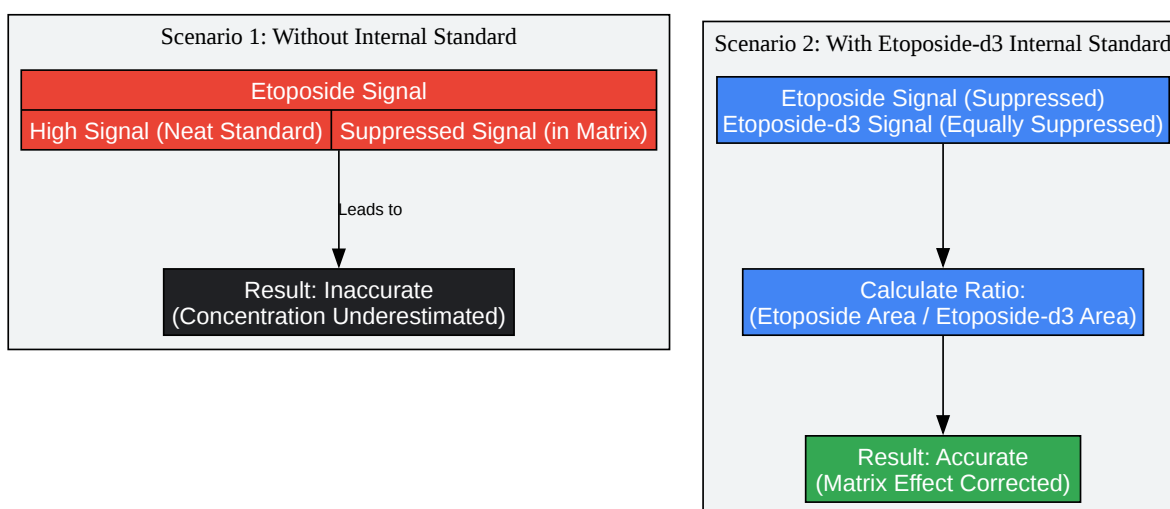 Scenario 1: Without Internal Standard
Etoposide Signal
High Signal (Neat Standard)
Suppressed Signal (in Matrix)
Leads to
Result: Inaccurate
(Concentration Underestimated)
Scenario 2: With Etoposide-d3 Internal Standard
Etoposide Signal (Suppressed)
Etoposide-d3 Signal (Equally Suppressed)
Calculate Ratio:
(Etoposide Area / Etoposide-d3 Area)
Result: Accurate
(Matrix Effect Corrected)